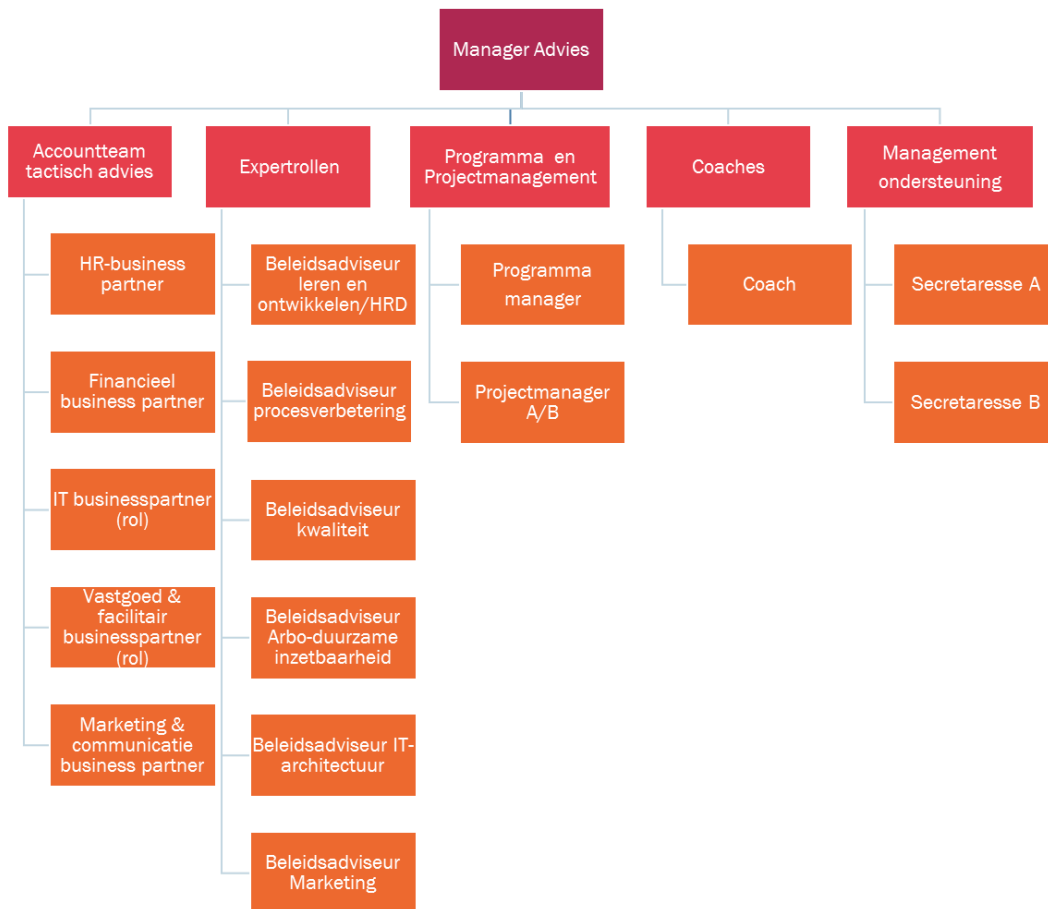 Manager Advies
Accountteam
tactisch advies
Expertrollen
Programma en
Projectmanagement
Coaches
Management
ondersteuning
HR-business
partner
Financieel
business partner
IT businesspartner
(rol)
Vastgoed &
facilitair
businesspartner
(rol)
Marketing &
communicatie
business partner
Beleidsadviseur
leren en
ontwikkelen/HRD
Beleidsadviseur
procesverbetering
Beleidsadviseur
kwaliteit
Beleidsadviseur
Arbo-duurzame
inzetbaarheid
Beleidsadviseur IT-
architectuur
Beleidsadviseur
Marketing
Programma
manager
Projectmanager
A/B
Coach
Secretaresse A
Secretaresse B